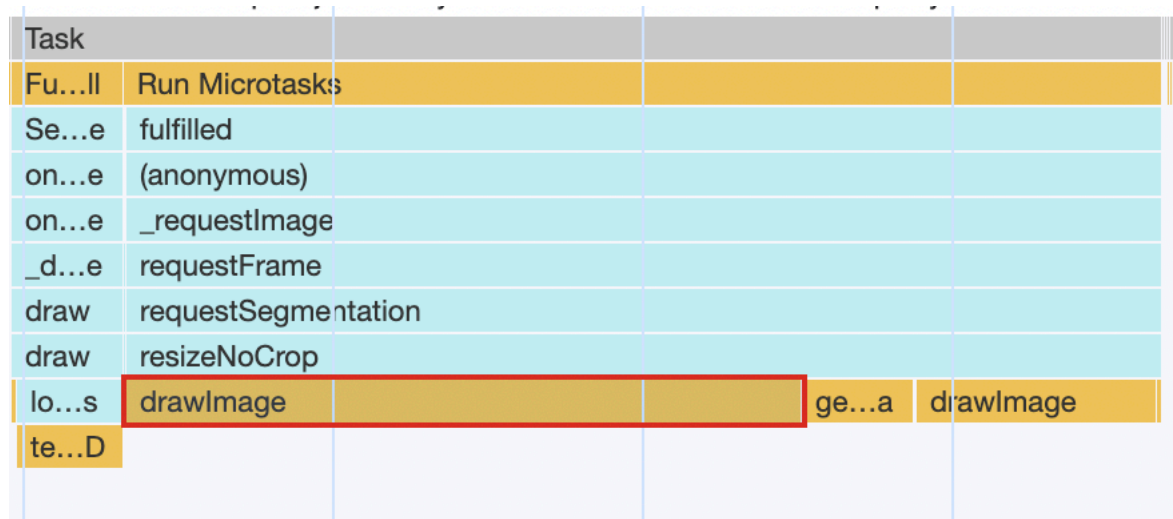 Task
Fu...ll Run Microtasks
Se...e fulfilled
on...e (anonymous)
on...e _requestImage
_d...e requestFrame
draw requestSegmentation
draw resizeNoCrop
lo...s drawImage ge...a drawImage
te...D